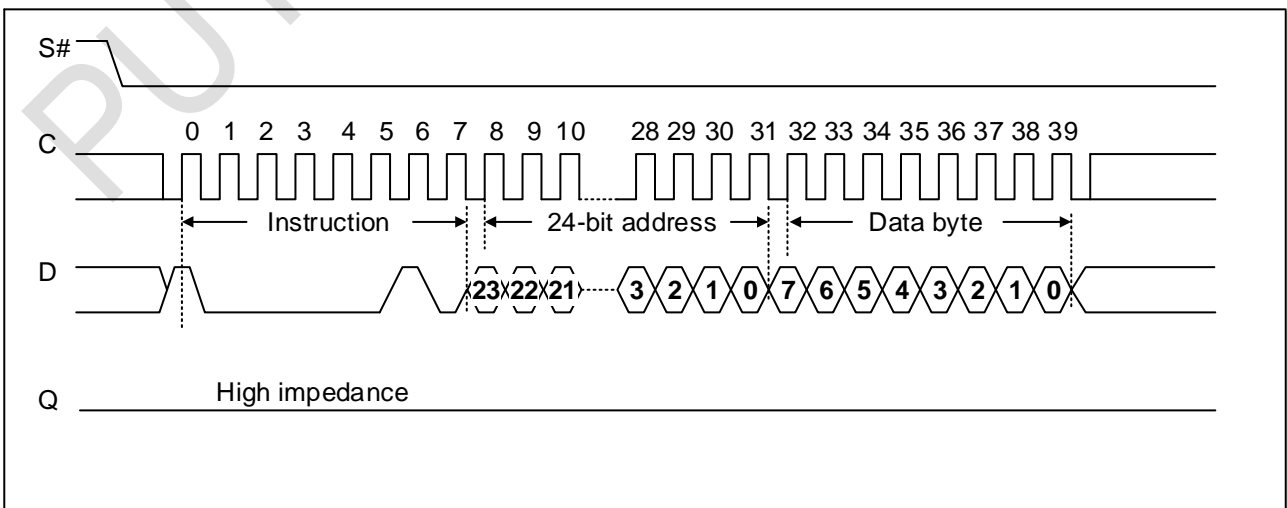 PU
S#
C 0 1 2 3 4 5 6 7 8 9 10 28 29 30 31 32 33 34 35 36 37 38 39
Instruction 24-bit address Data byte
D 23 22 21 3 2 1 0 7 6 5 4 3 2 1 0
Q High impedance